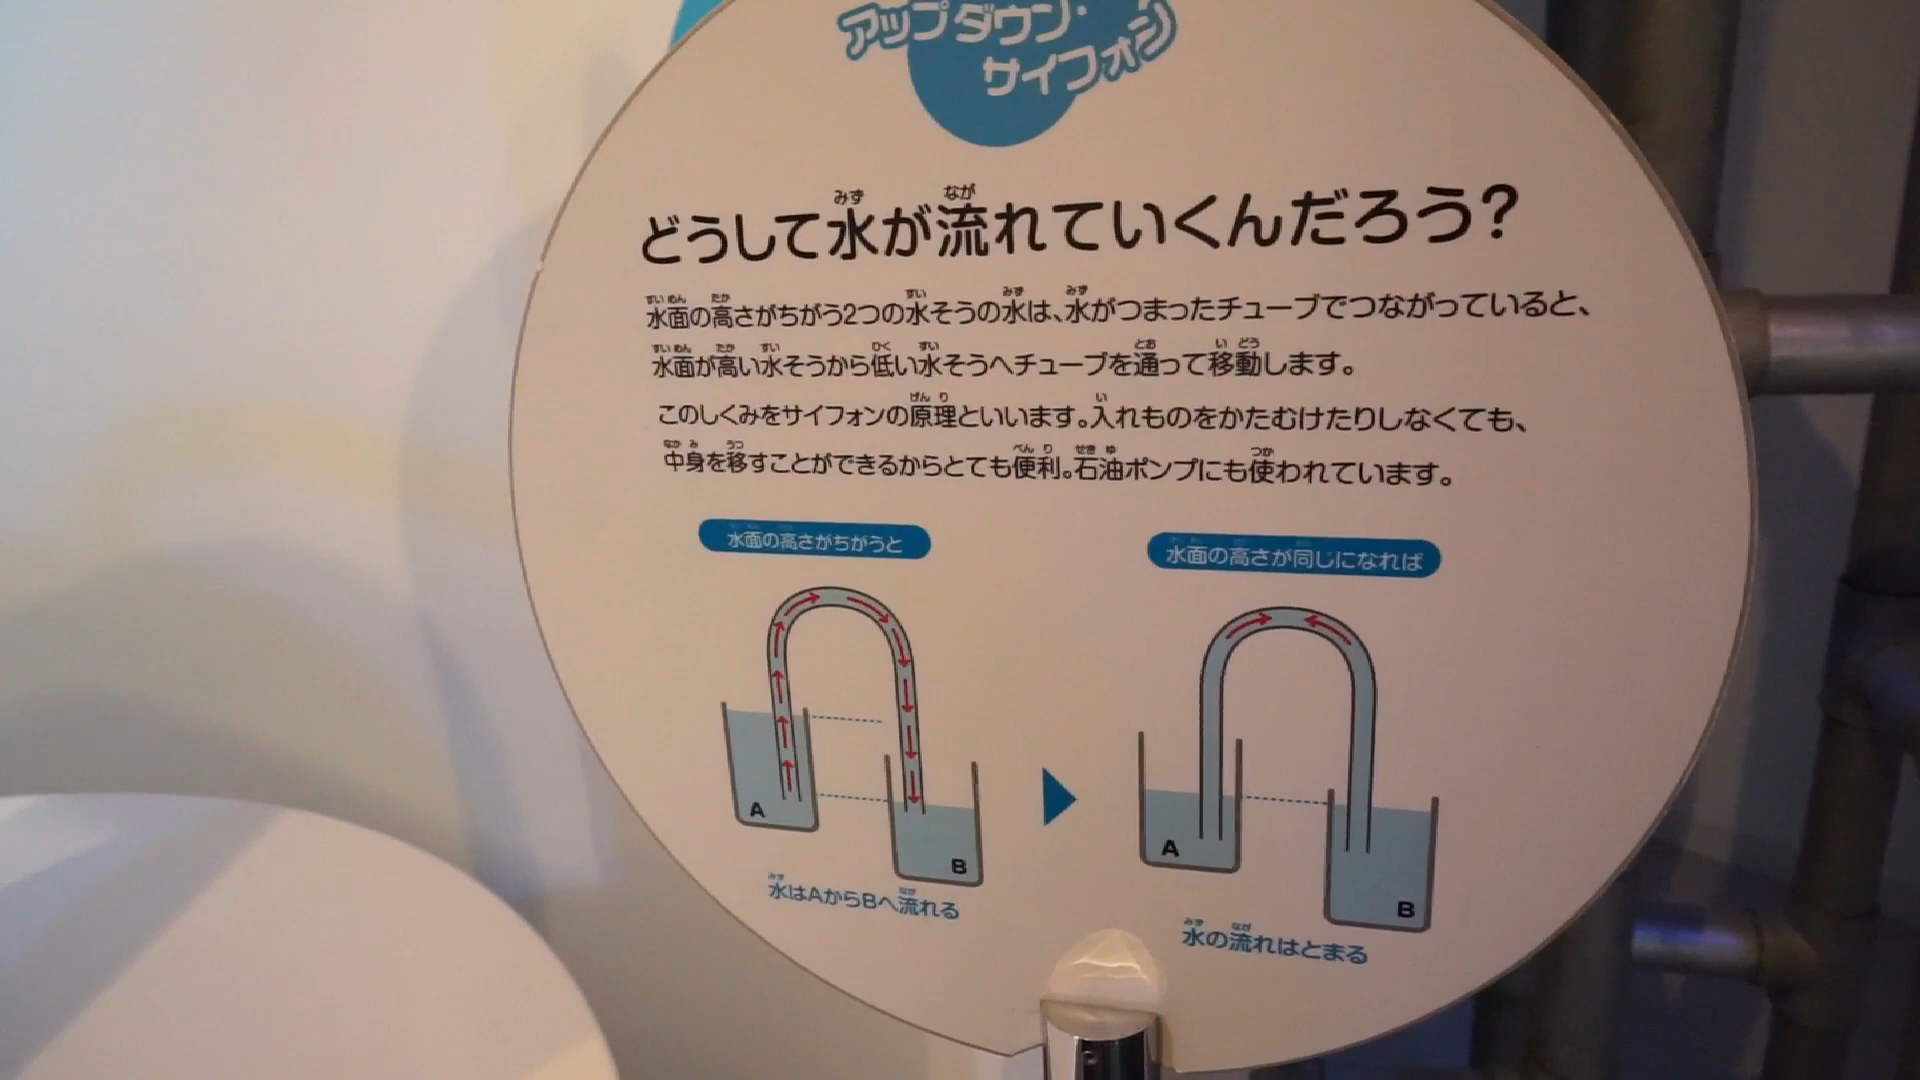 アップダウン・
サイフォン
どうして水が流れていくんだろう?
水面の高さがちがう2つの水そうの水は、水がつまったチューブでつながっていると、
水面が高い水そうから低い水そうへチューブを通って移動します。
このしくみをサイフォンの原理といいます。入れものをかたむけたりしなくても、
中身を移すことができるからとても便利。石油ポンプにも使われています。
水面の高さがちがうと
水面の高さが同じになれば
A
B
A
B
水はAからBへ流れる
水の流れはとまる